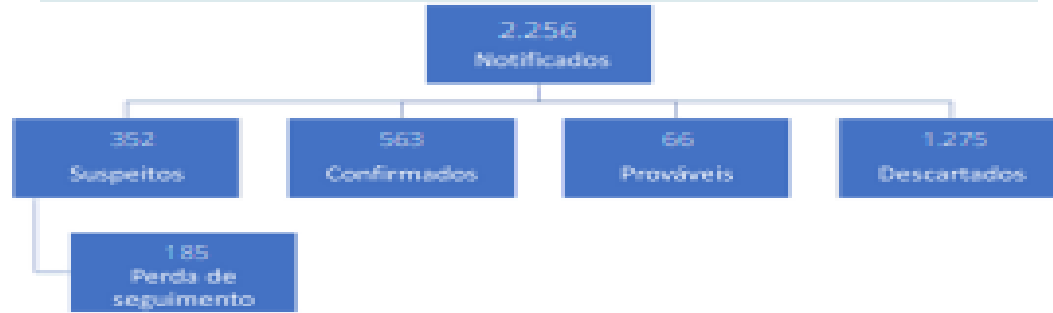 2.256
Notificados
352
Suspeitos
563
Confirmados
66
Prováveis
1.275
Descartados
185
Perda de
seguimento